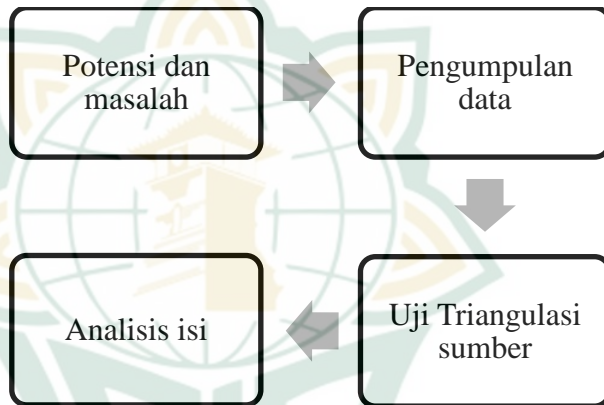 Potensi dan
masalah
Pengumpulan
data
Uji Triangulasi
sumber
Analisis isi